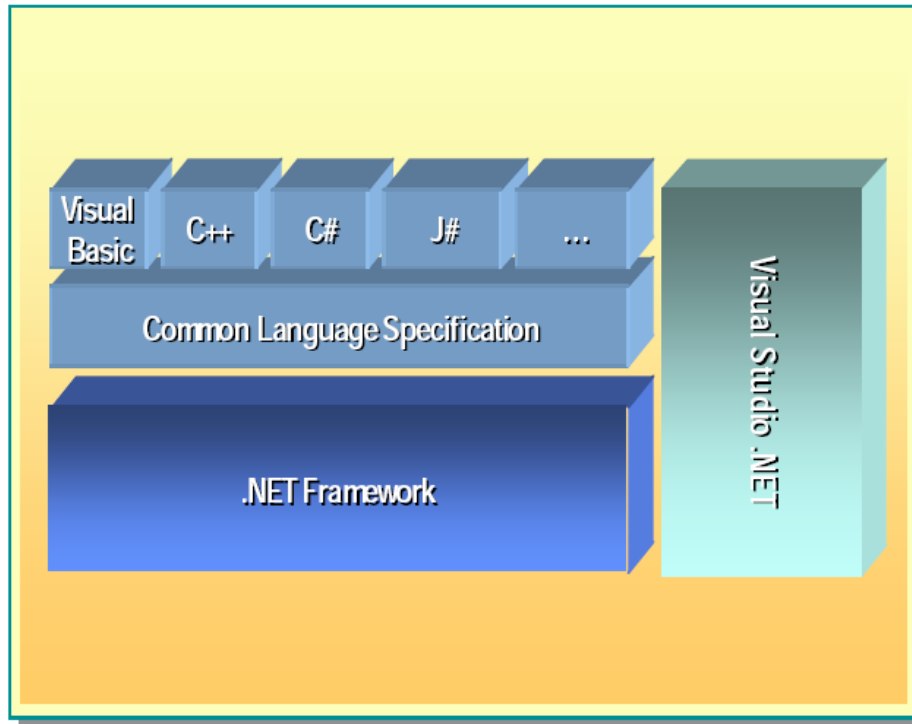 Visual
Basic
C++
C#
J#
...
Common Language Specification
.NET Framework
Visual Studio .NET